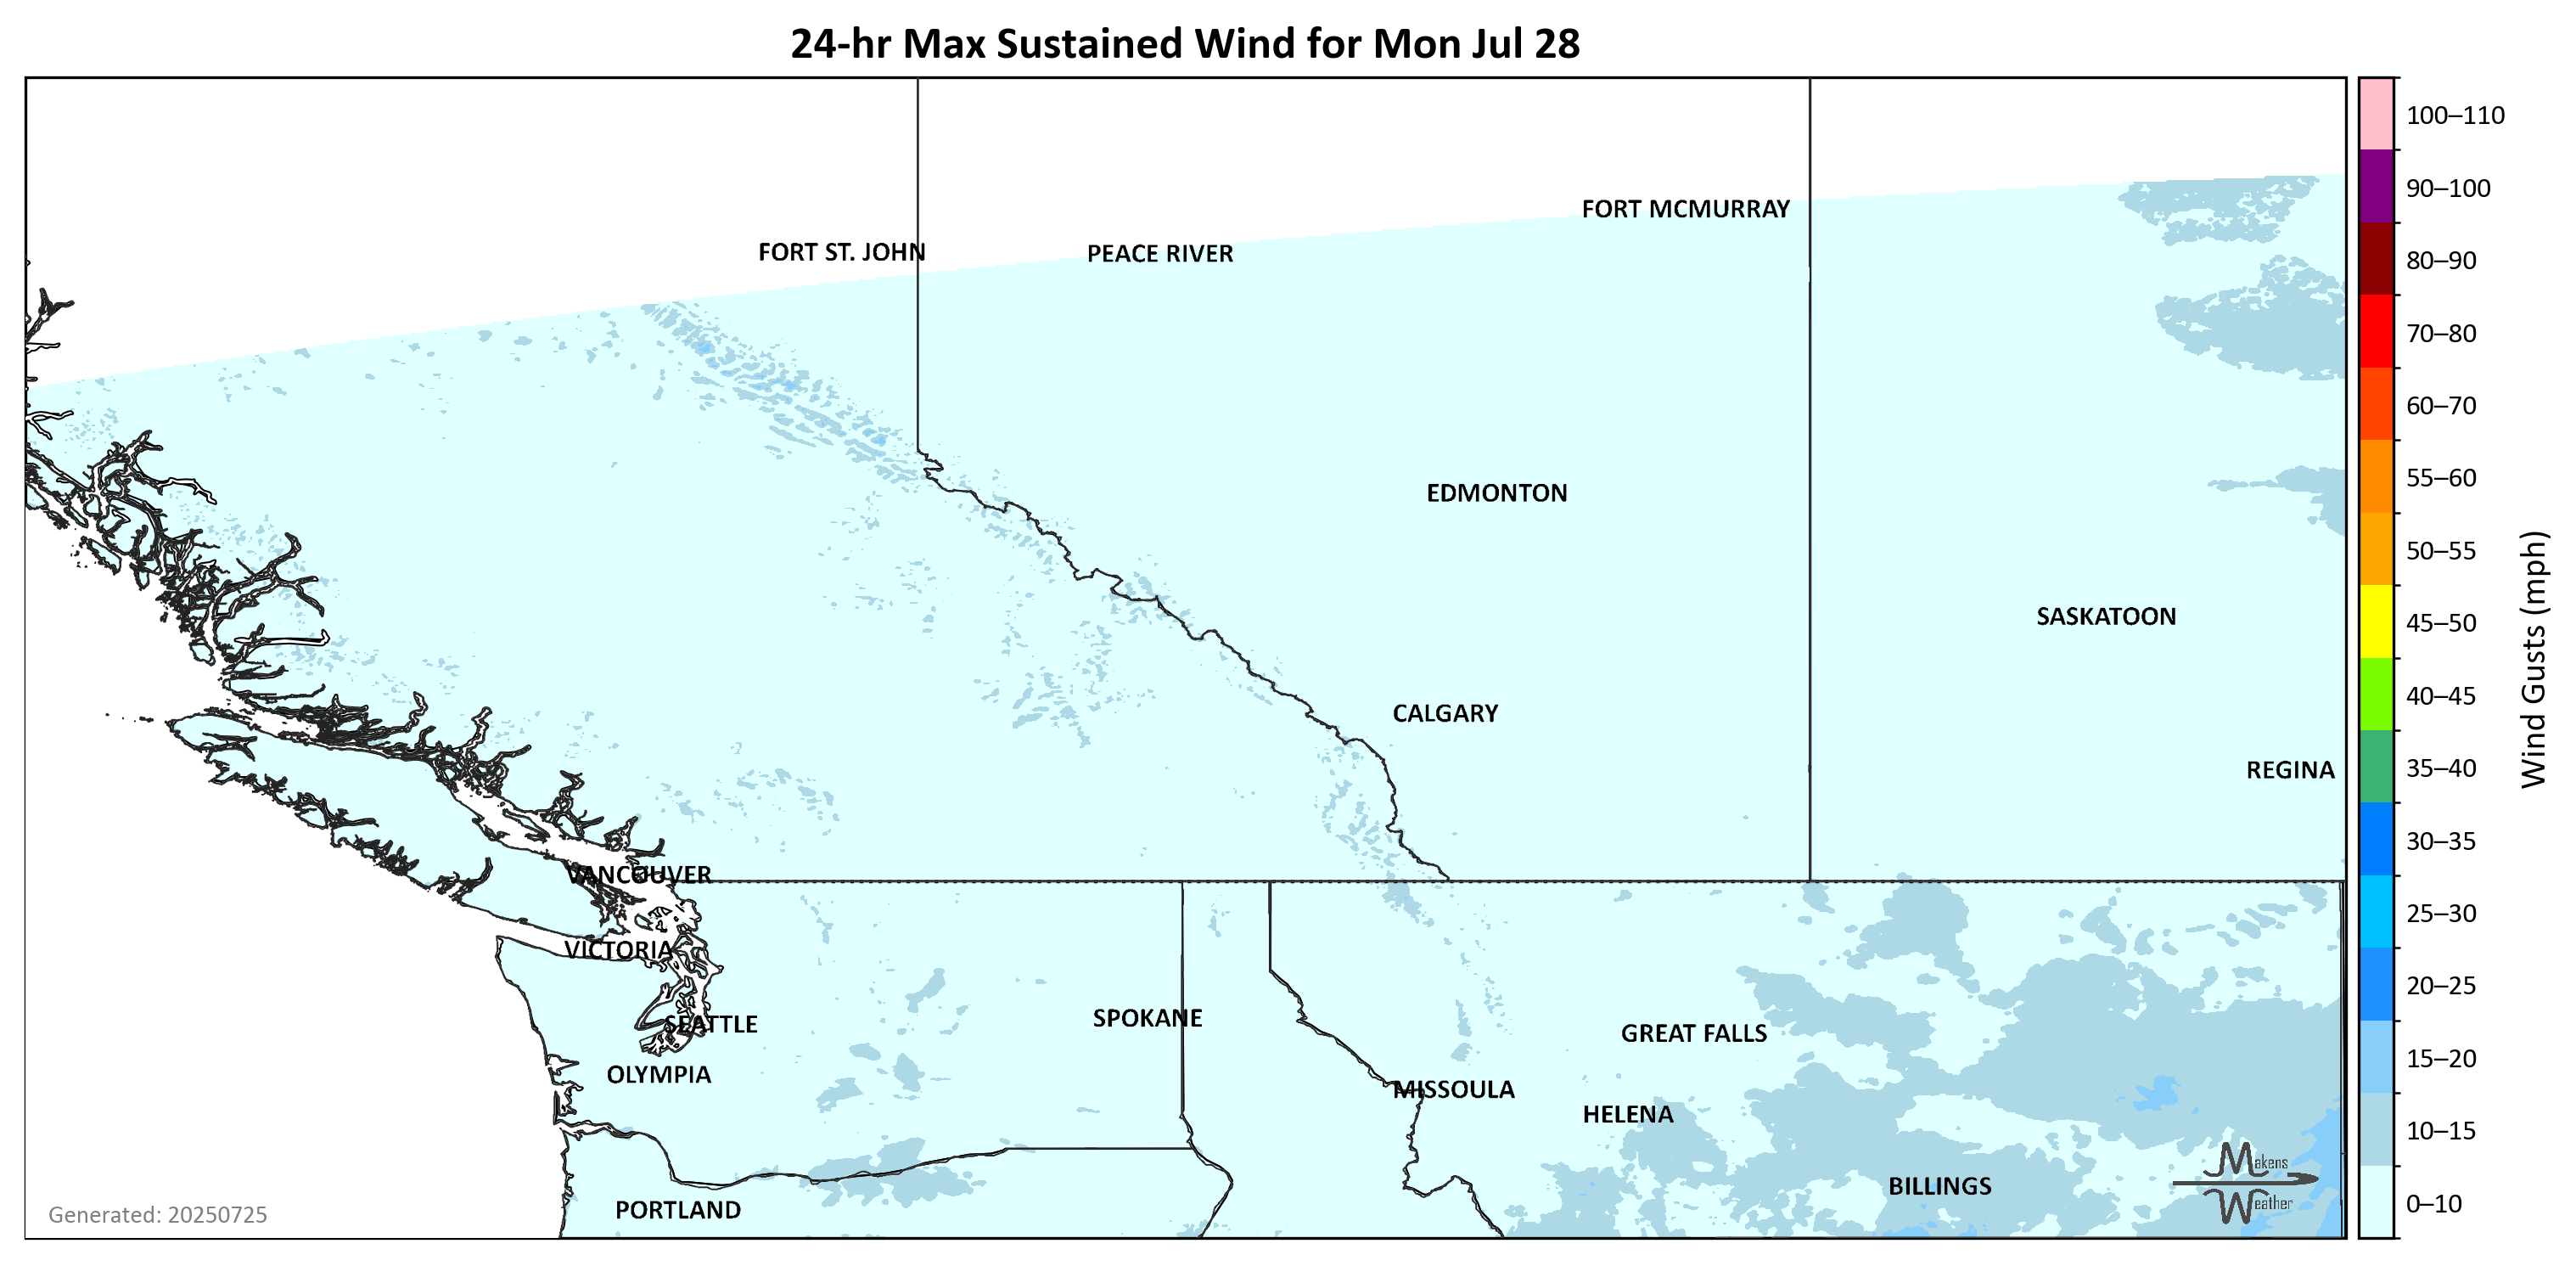 24-hr Max Sustained Wind for Mon Jul 28
100–110
90–100
80–90
70–80
60–70
55–60
50–55
45–50
40–45
35–40
30–35
25–30
20–25
15–20
10–15
0–10
Wind Gusts (mph)
FORT MCMURRAY
FORT ST. JOHN
PEACE RIVER
EDMONTON
SASKATOON
CALGARY
REGINA
VANCOUVER
VICTORIA
SEATTLE
SPOKANE
GREAT FALLS
OLYMPIA
MISSOULA
HELENA
BILLINGS
PORTLAND
Makens
Weather
Generated: 20250725